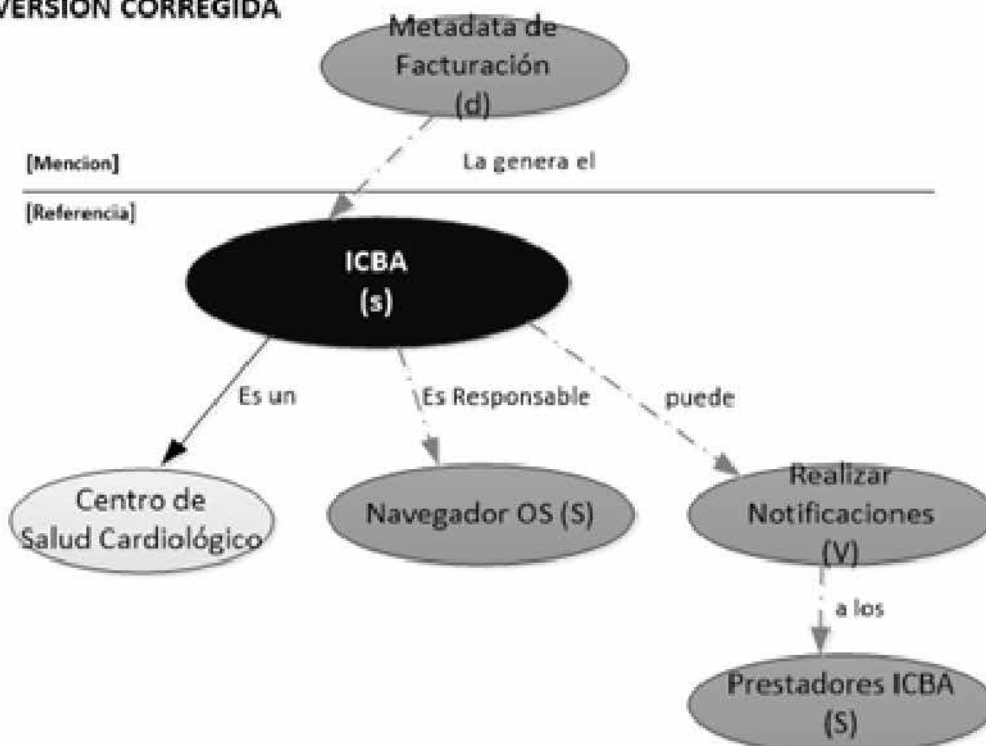 VERSIÓN CORREGIDA
Metadata de
Facturación
(d)
[Mencion]
La genera el
[Referencia]
ICBA
(s)
Es un
Es Responsable
puede
Centro de
Salud Cardiológico
Navegador OS (S)
Realizar
Notificaciones
(V)
a los
Prestadores ICBA
(S)